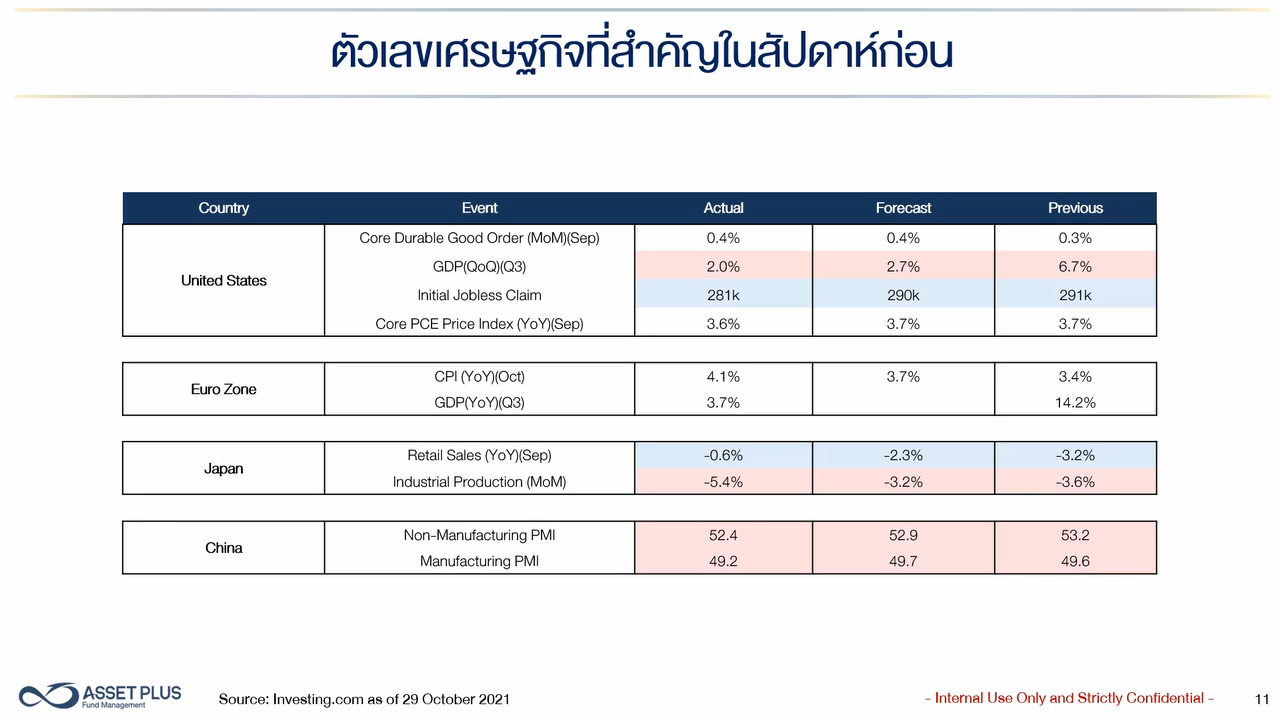 ตัวเลขเศรษฐกิจที่สำคัญในสัปดาห์ก่อน
Country Event Actual Forecast Previous
United States
Core Durable Good Order (MoM)(Sep) 0.4% 0.4% 0.3%
GDP(QoQ)(Q3) 2.0% 2.7% 6.7%
Initial Jobless Claim 281k 290k 291k
Core PCE Price Index (YoY)(Sep) 3.6% 3.7% 3.7%
Euro Zone
CPI (YoY)(Oct) 4.1% 3.7% 3.4%
GDP(YoY)(Q3) 3.7% 14.2%
Japan
Retail Sales (YoY)(Sep) -0.6% -2.3% -3.2%
Industrial Production (MoM) -5.4% -3.2% -3.6%
China
Non-Manufacturing PMI 52.4 52.9 53.2
Manufacturing PMI 49.2 49.7 49.6
ASSET PLUS
Fund Management
Source: Investing.com as of 29 October 2021
- Internal Use Only and Strictly Confidential -
11